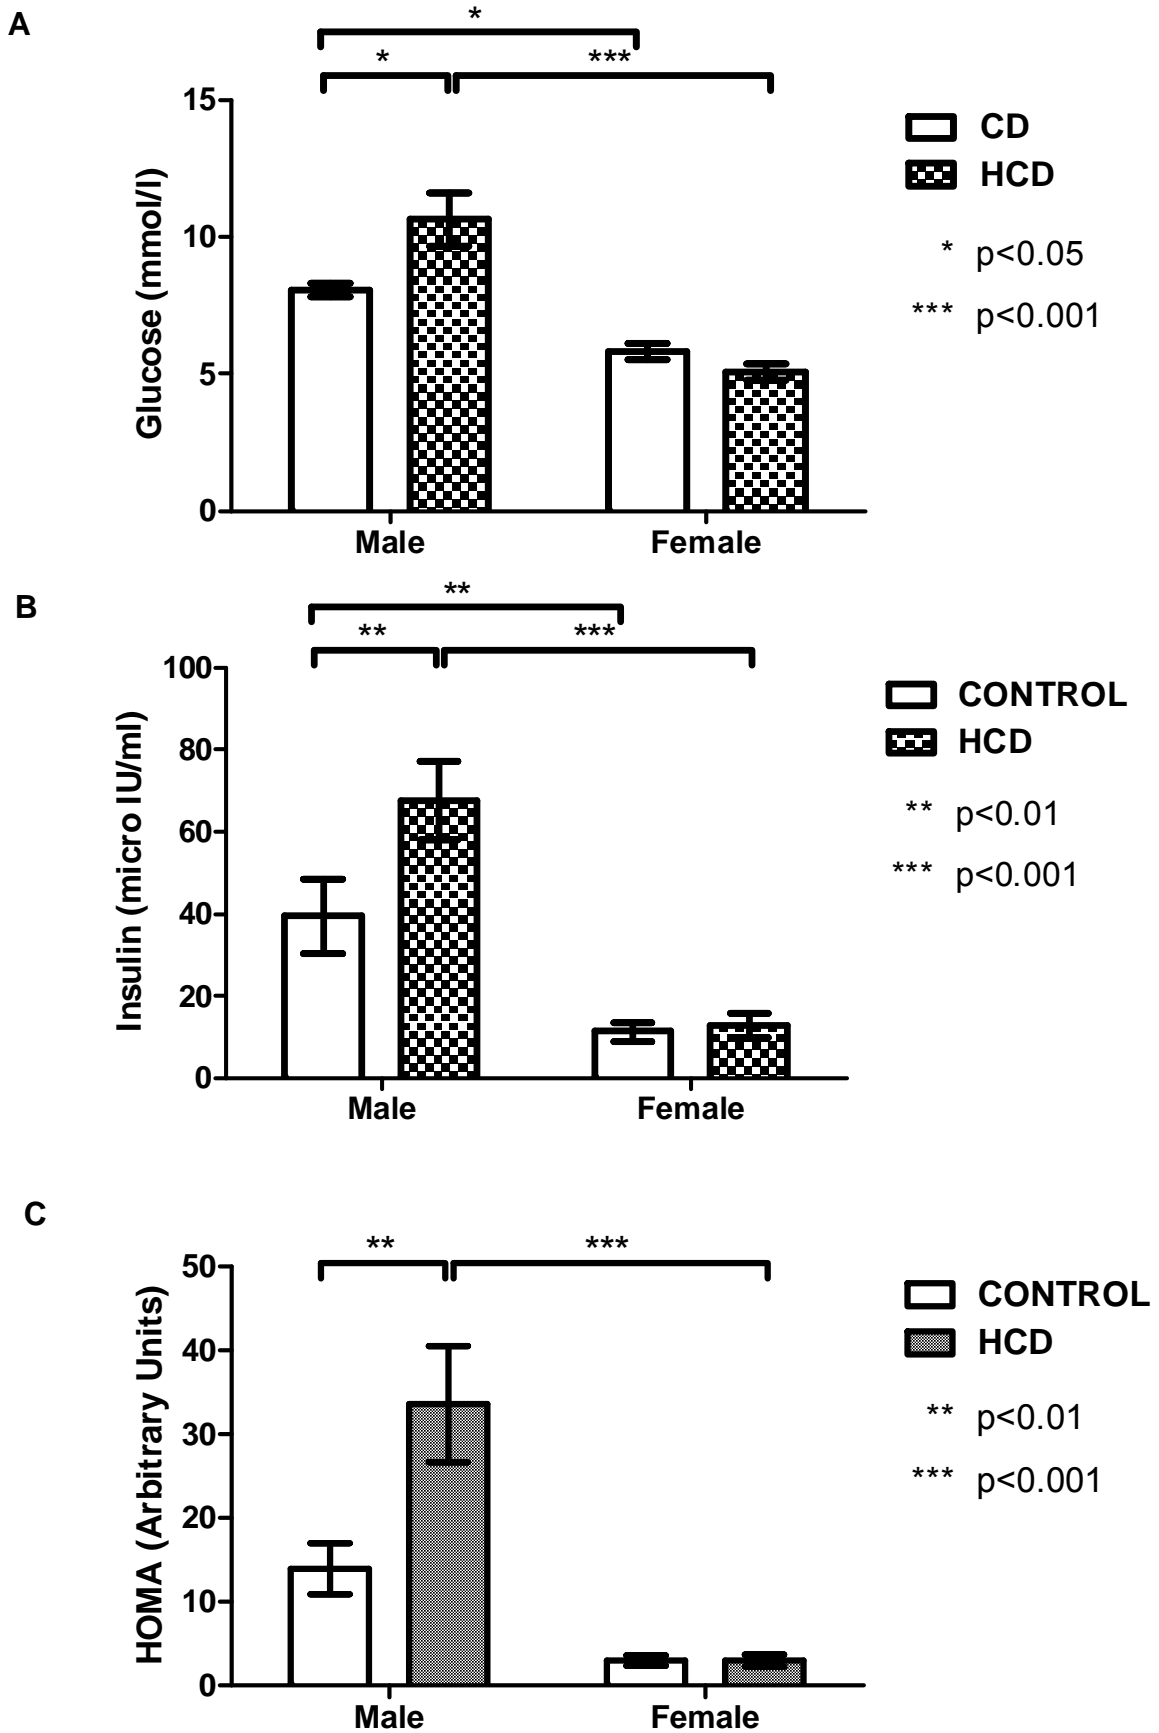 A
*
* ***
15
10
5
0
Glucose (mmol/l)
Male Female
CD
HCD
* p<0.05
*** p<0.001
B
**
** ***
100
80
60
40
20
0
Insulin (micro IU/ml)
Male Female
CONTROL
HCD
** p<0.01
*** p<0.001
C
** ***
50
40
30
20
10
0
HOMA (Arbitrary Units)
Male Female
CONTROL
HCD
** p<0.01
*** p<0.001